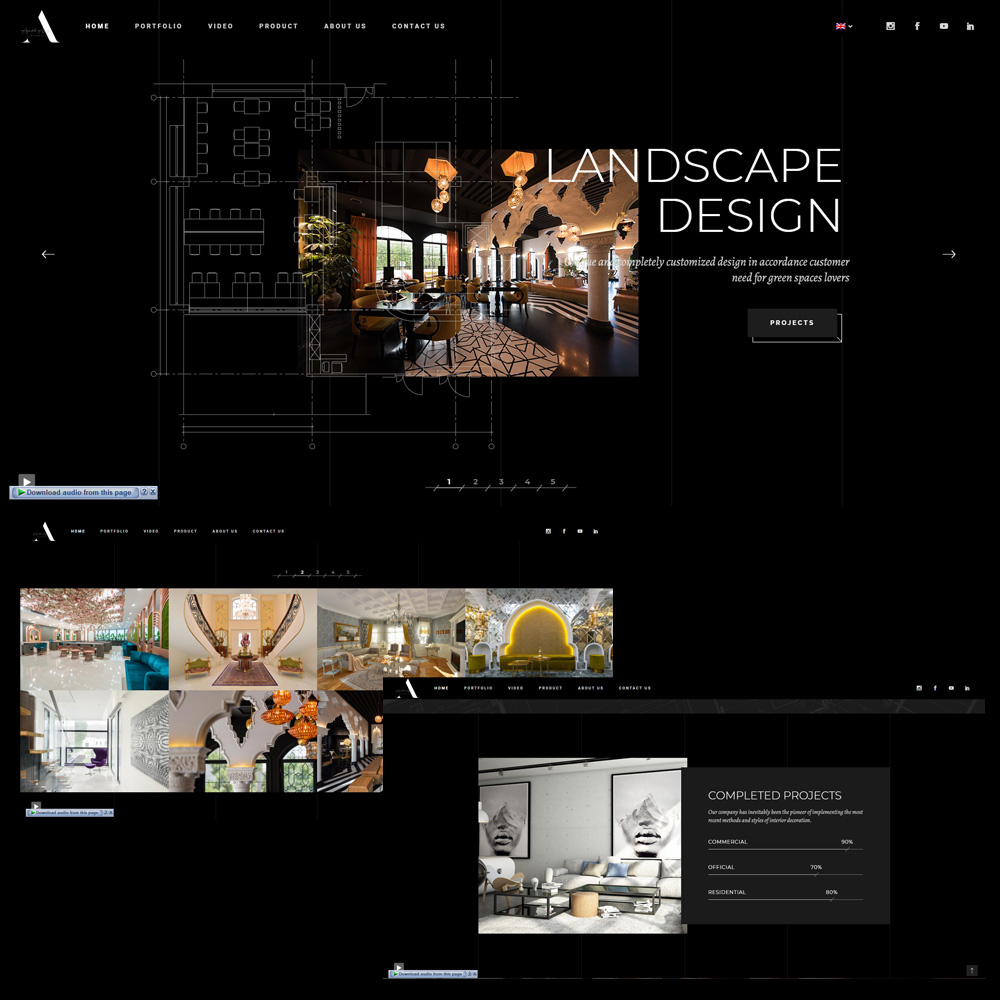 HOME PORTFOLIO VIDEO PRODUCT ABOUT US CONTACT US
LANDSCAPE
DESIGN
and completely customized design in accordance customer
need for green spaces lovers
PROJECTS
Download audio from this page ? X
1 2 3 4 5
HOME PORTFOLIO VIDEO PRODUCT ABOUT US CONTACT US
1 2 3 4 5
HOME PORTFOLIO VIDEO PRODUCT ABOUT US CONTACT US
COMPLETED PROJECTS
Our company has inevitably been the pioneer of implementing the most
recent methods and styles of interior decoration.
COMMERCIAL 90%
OFFICIAL 70%
RESIDENTIAL 80%
Download audio from this page ? X
Download audio from this page ? X